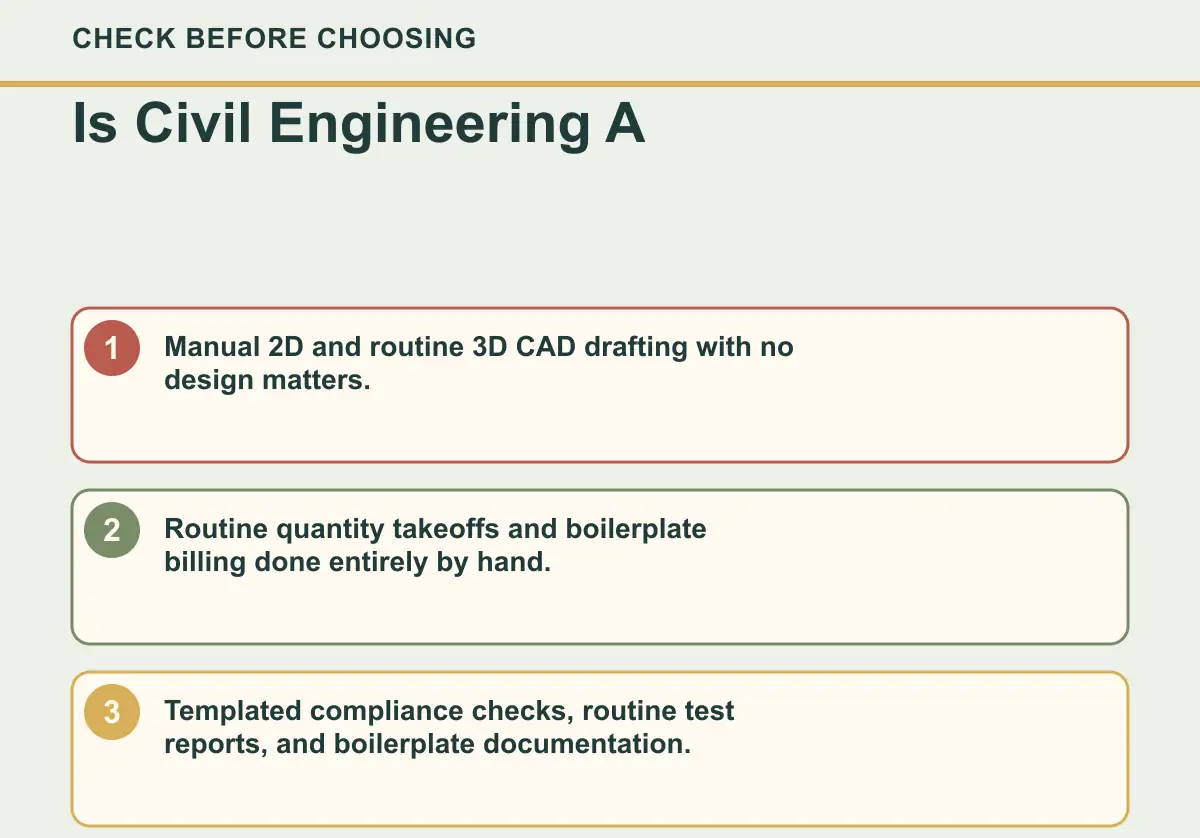 CHECK BEFORE CHOOSING
Is Civil Engineering A
1
Manual 2D and routine 3D CAD drafting with no
design matters.
2
Routine quantity takeoffs and boilerplate
billing done entirely by hand.
3
Templated compliance checks, routine test
reports, and boilerplate documentation.